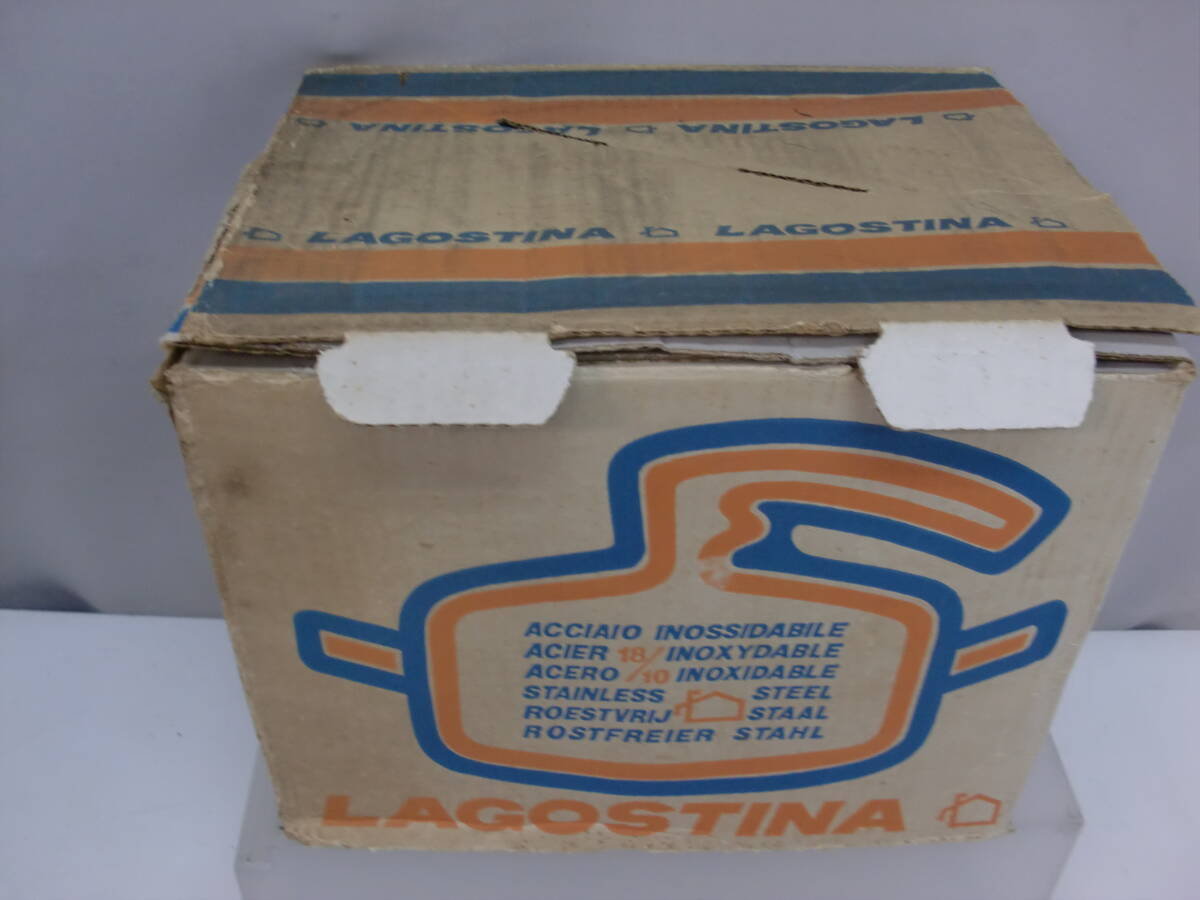 LAGOSTINA LAGOSTINA
LAGOSTINA LAGOSTINA
ACCIAIO INOSSIDABILE
ACIER 18/10 INOXYDABLE
ACERO INOXIDABLE
STAINLESS STEEL
ROESTVRIJ STAAL
ROSTFREIER STAHL
LAGOSTINA